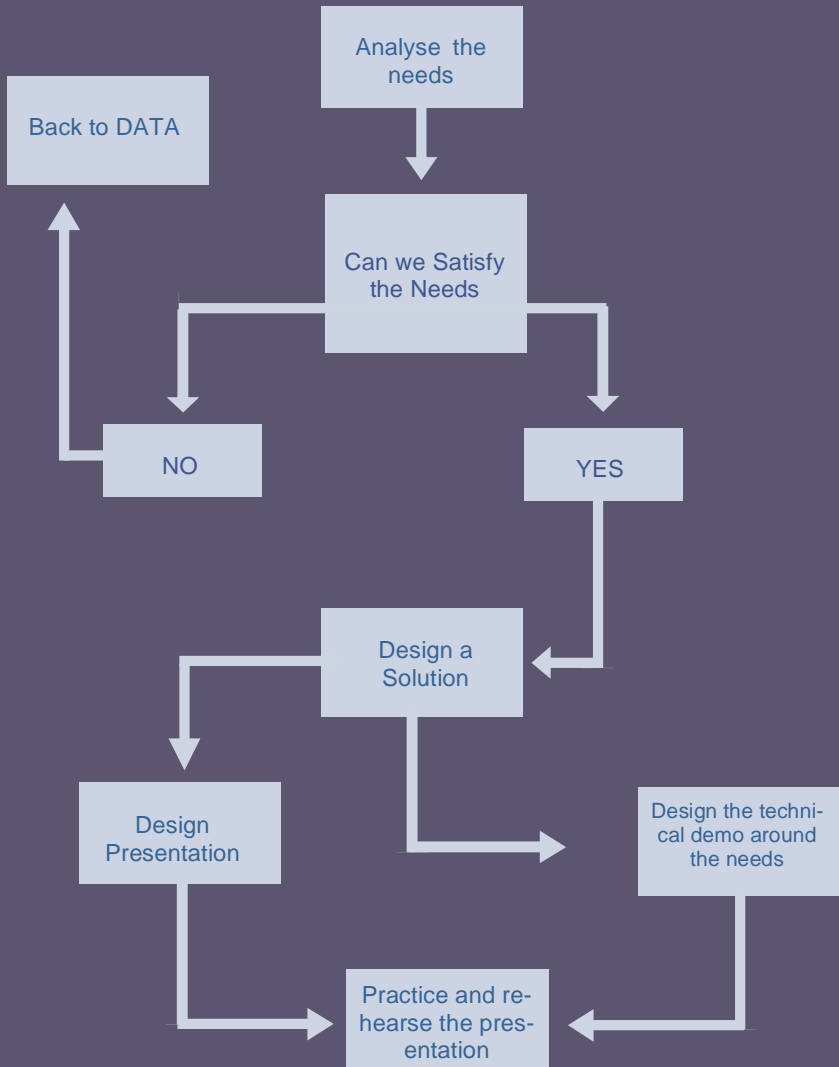 Analyse the
needs
Back to DATA
Can we Satisfy
the Needs
NO
YES
Design a
Solution
Design
Presentation
Design the techni-
cal demo around
the needs
Practice and re-
hearse the pres-
entation